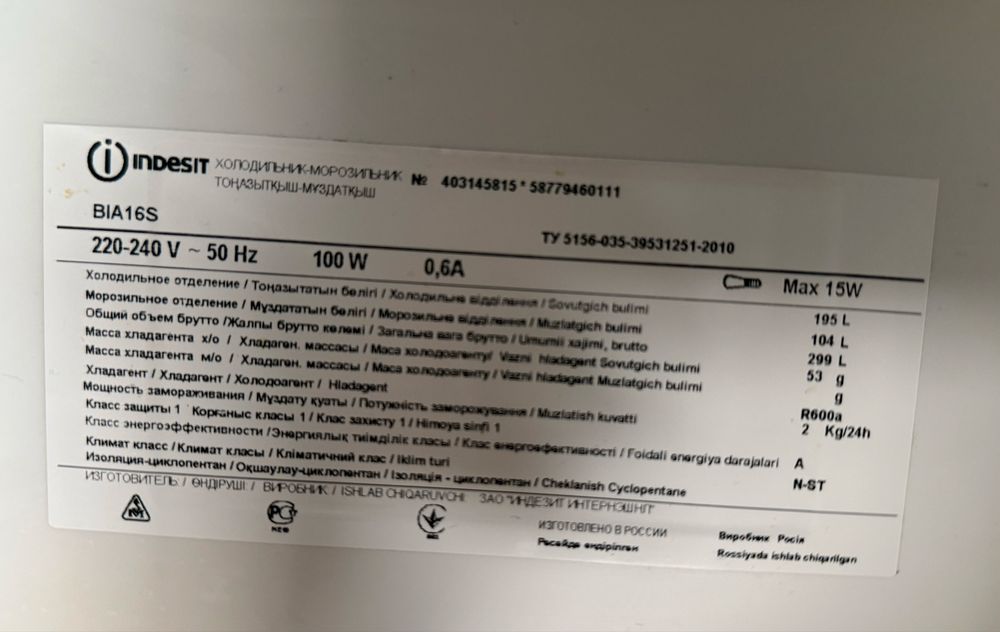 indesit ХОЛОДИЛЬНИК-МОРОЗИЛЬНИК № 403145815 * 58779460111
ТОҢАЗЫТҚЫШ-МҰЗДАТҚЫШ
BIA16S
ТУ 5156-035-39531251-2010
220-240 V ~ 50 Hz 100 W 0,6A Max 15W
Холодильное отделение / Тоңазытатын бөлігі / Холодильне відділення / Sovutgich bulimi 195 L
Морозильное отделение / Мұздататын бөлігі / Морозильне відділення / Muzlatgich bulimi 104 L
Общий объем брутто /Жалпы брутто көлемі / Загальна вага брутто / Umumii xajimi, brutto 299 L
Масса хладагента х/о / Хладаген. массасы / Маса холодоагенту/ Vazni hladagent Sovutgich bulimi 53 g
Масса хладагента м/о / Хладаген. массасы / Маса холодоагенту / Vazni hladagent Muzlatgich bulimi g
Хладагент / Хладагент / Холодоагент / Hladagent R600a
Мощность замораживания / Мұздату қуаты / Потужність заморожування / Muzlatish kuvatti 2 Kg/24h
Класс защиты 1 Корғаныс класы 1 / Клас захисту 1 / Himoya sinfi 1
Класс энергоэффективности /Энергиялық тиімділік класы / Клас енергоефективності / Foidali energiya darajalari A
Климат класс / Климат класы / Кліматичний клас / Iklim turi N-ST
Изоляция-циклопентан / Оқшаулау-циклопентан / Ізоляція - циклопентан / Cheklanish Cyclopentane
ИЗГОТОВИТЕЛЬ: / ӨНДІРУШІ: / ВИРОБНИК / ISHLAB CHIQARUVCHI: ЗАО "ИНДЕЗИТ ИНТЕРНЭШНЛ"
ИЗГОТОВЛЕНО В РОССИИ Виробник Росія
Ресейде өндірілген Rossiyada ishlab chiqarilgan